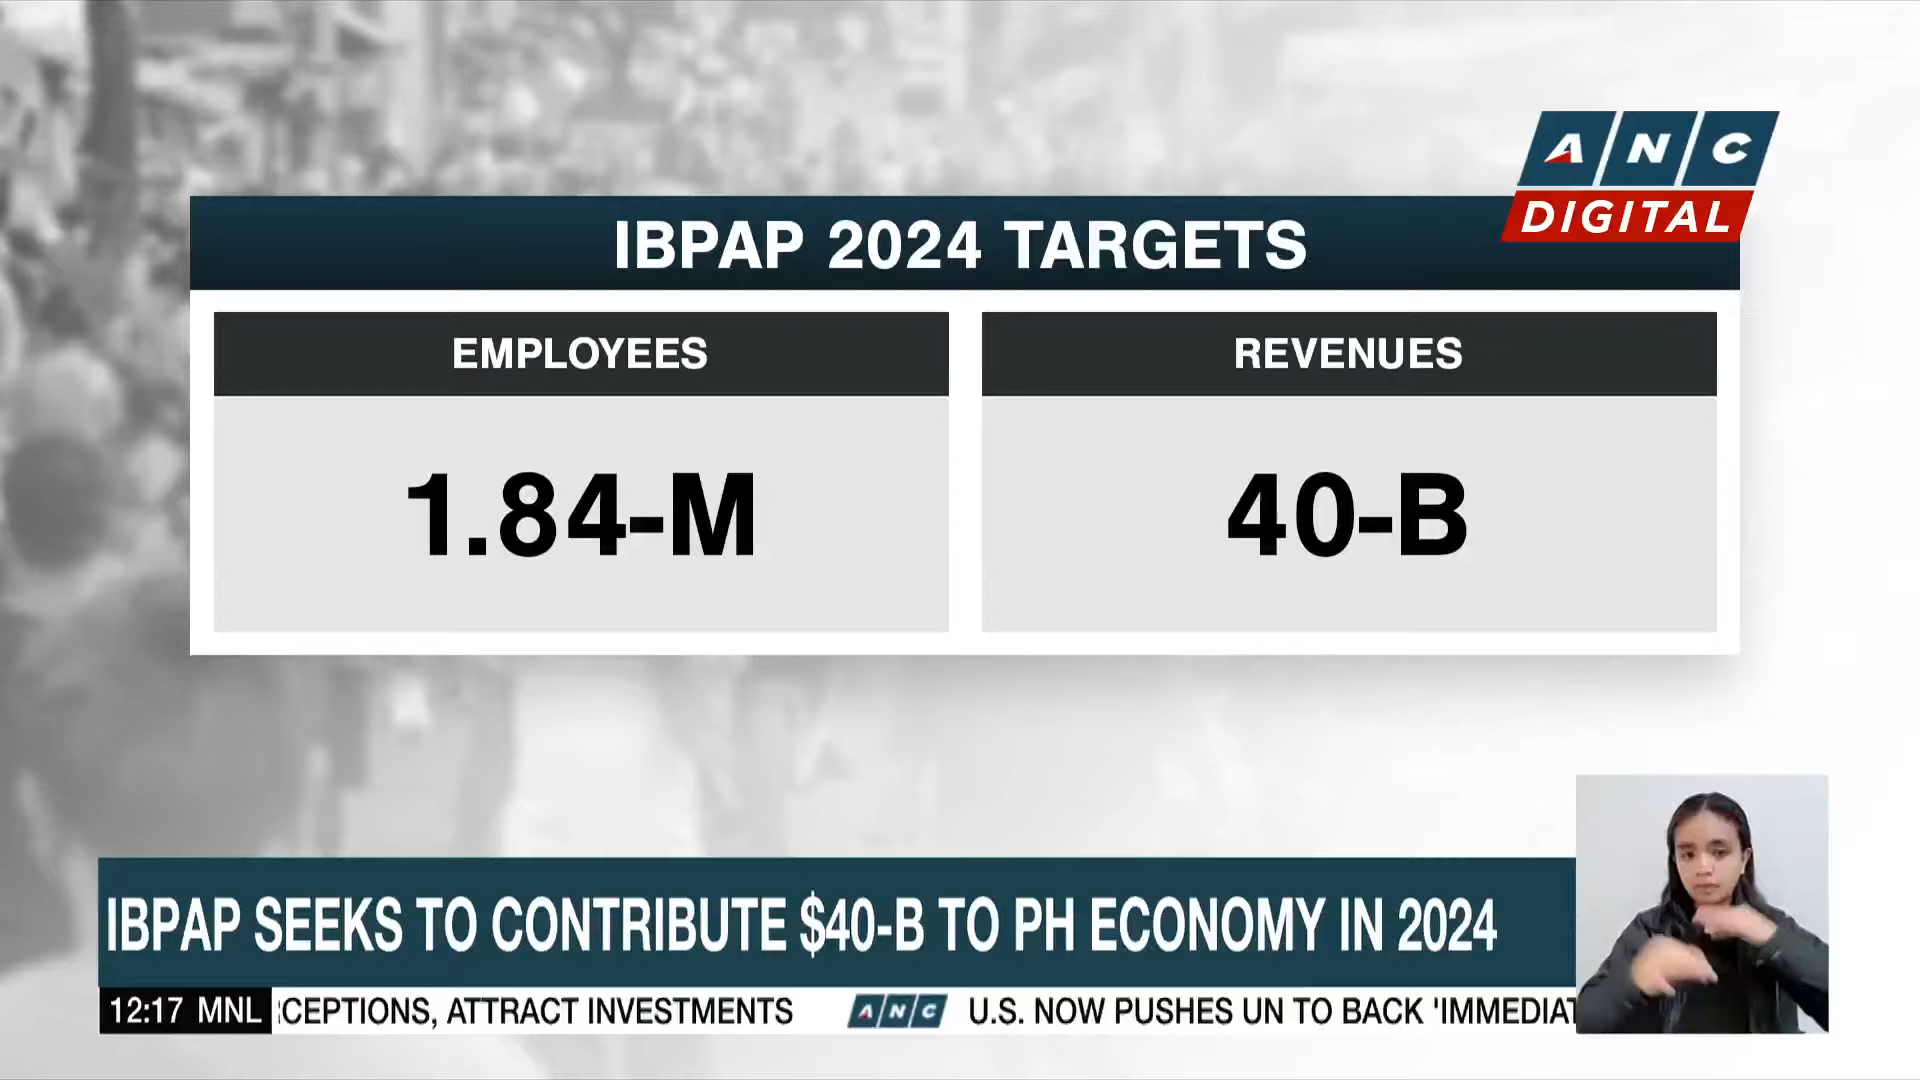 ANC
DIGITAL
IBPAP 2024 TARGETS
EMPLOYEES
REVENUES
1.84-M
40-B
IBPAP SEEKS TO CONTRIBUTE $40-B TO PH ECONOMY IN 2024
12:17 MNL CEPTIONS, ATTRACT INVESTMENTS ANC U.S. NOW PUSHES UN TO BACK 'IMMEDIAT